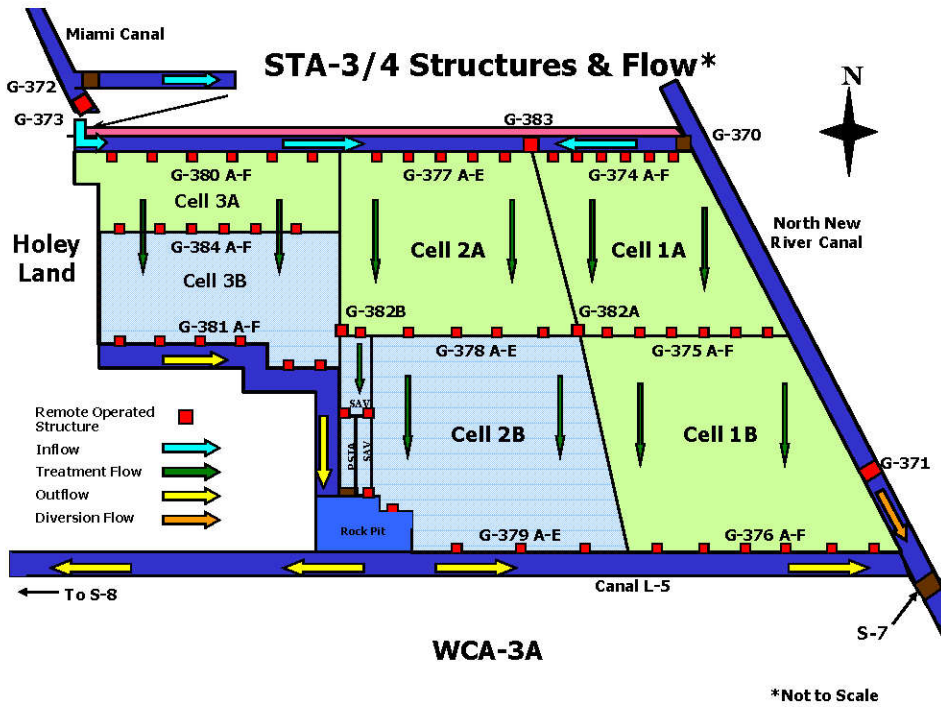 Miami Canal
STA-3/4 Structures & Flow*
N
G-372
G-373
G-383
G-370
G-380 A-F
G-377 A-E
G-374 A-F
Cell 3A
North New
River Canal
Holey
Land
G-384 A-F
Cell 2A
Cell 1A
Cell 3B
G-382B
G-382A
G-381 A-F
G-378 A-E
G-375 A-F
SAV
Remote Operated
Structure
Inflow
Treatment Flow
Outflow
Diversion Flow
PSTA
SAV
Cell 2B
Cell 1B
G-371
Rock Pit
G-379 A-E
G-376 A-F
Canal L-5
To S-8
S-7
WCA-3A
*Not to Scale